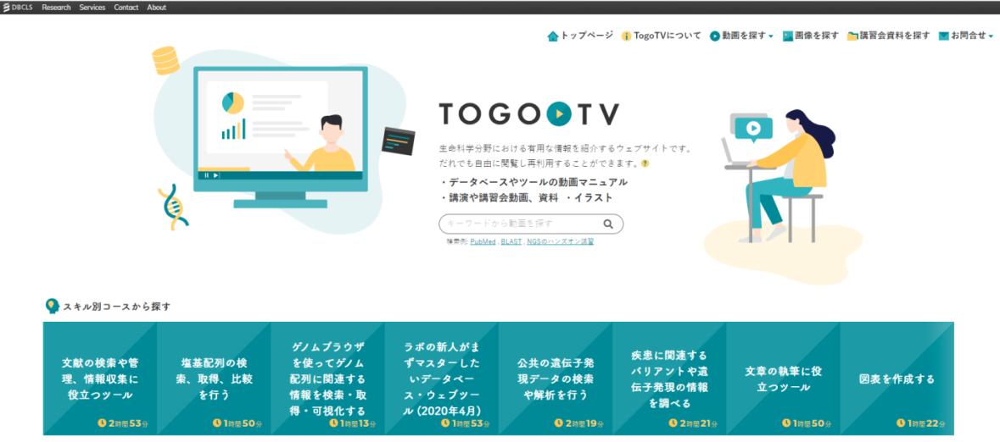 DBCLS Research Services Contact About
トップページ TogoTVについて 動画を探す 画像を探す 講習会資料を探す お問合せ
TOGOTV
生命科学分野における有用な情報を紹介するウェブサイトです。
だれでも自由に閲覧し再利用することができます。
・データベースやツールの動画マニュアル
・講演や講習会動画、資料 ・イラスト
キーワードから動画を探す
検索例: PubMed , BLAST , NGSのハンズオン講習
スキル別コースから探す
文献の検索や管
理、情報収集に
役立つツール
2時間53分
塩基配列の検
索、取得、比較
を行う
1時間50分
ゲノムブラウザ
を使ってゲノム
配列に関連する
情報を検索・取
得・可視化する
1時間13分
ラボの新人がま
ずマスターした
いデータベー
ス・ウェブツー
ル (2020年4月)
1時間53分
公共の遺伝子発
現データの検索
や解析を行う
2時間19分
疾患に関連する
バリアントや遺
伝子発現の情報
を調べる
2時間21分
文章の執筆に役
立つツール
1時間50分
図表を作成する
1時間22分